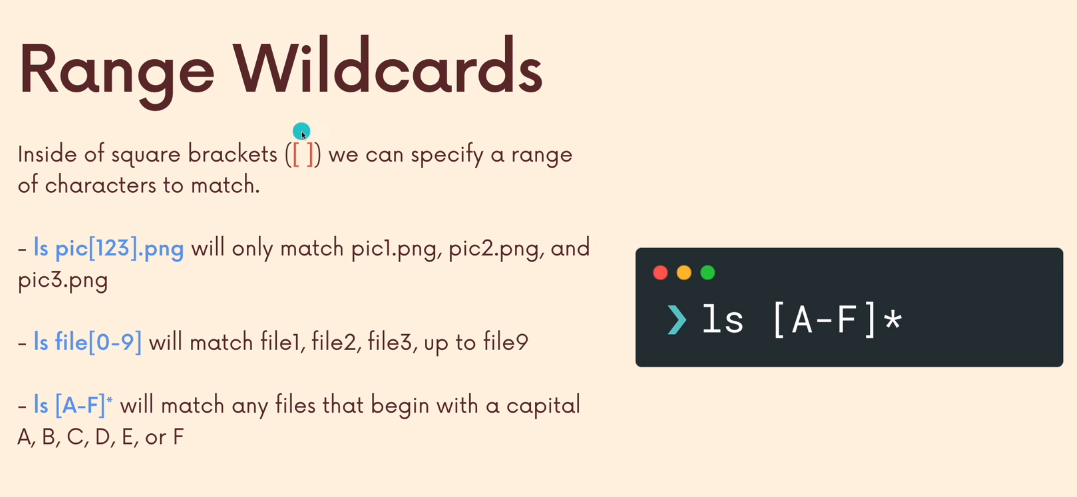 Range Wildcards
Inside of square brackets ([ ]) we can specify a range
of characters to match.
- ls pic[123].png will only match pic1.png, pic2.png, and
pic3.png
- ls file[0-9] will match file1, file2, file3, up to file9
- ls [A-F]* will match any files that begin with a capital
A, B, C, D, E, or F
❯ ls [A-F]*